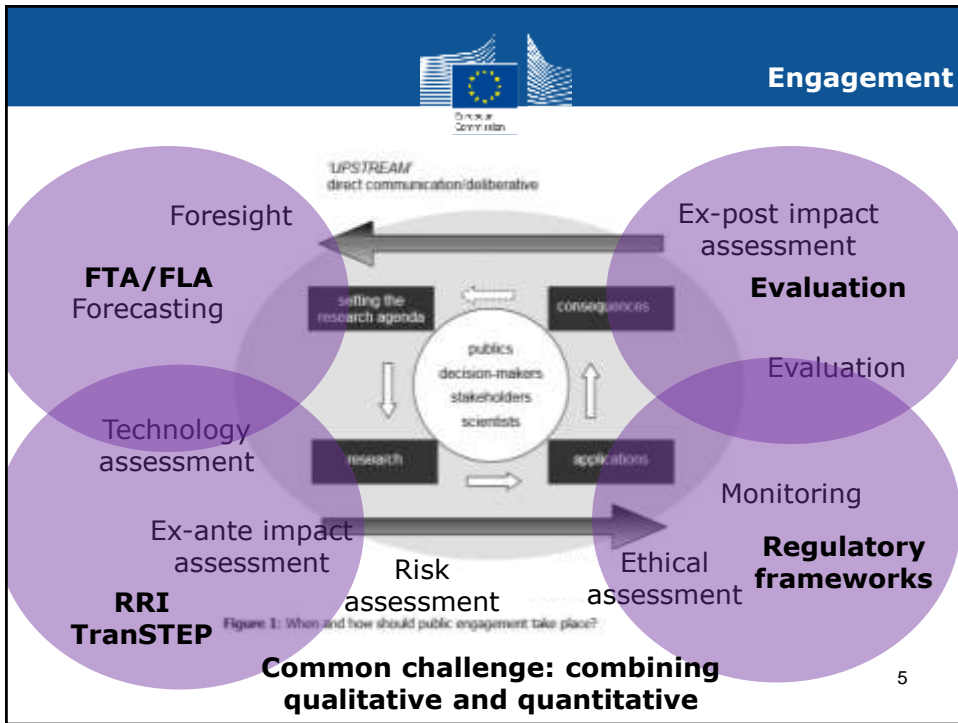 Engagement
European
Commission
'UPSTREAM'
direct communication/deliberative
Foresight
FTA/FLA
Forecasting
Ex-post impact
assessment
Evaluation
setting the
research agenda
consequences
publics
decision-makers
stakeholders
scientists
Evaluation
Technology
assessment
research
applications
Monitoring
Ex-ante impact
assessment
Risk
assessment
Ethical
assessment
Regulatory
frameworks
RRI
TranSTEP
Figure 1: When and how should public engagement take place?
Common challenge: combining
qualitative and quantitative
5